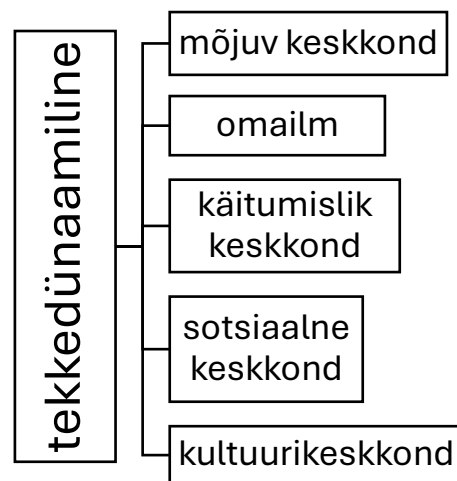 tekkedünaamiline
mõjuv keskkond
omailm
käitumislik
keskkond
sotsiaalne
keskkond
kultuurikeskkond